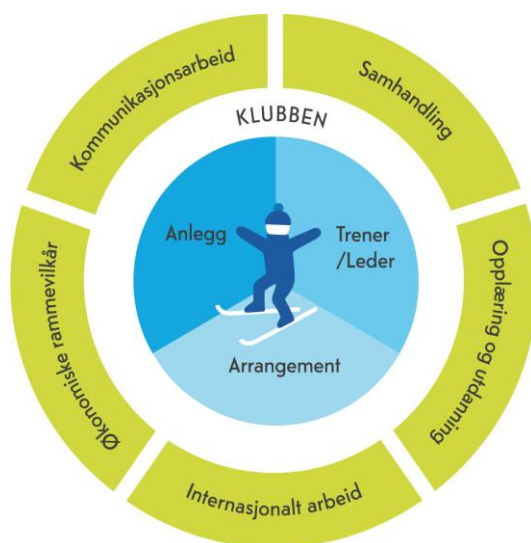 Kommunikasjonsarbeid
Samhandling
KLUBBEN
Anlegg
Trener
/Leder
Arrangement
Økonomiske rammevilkår
Opplæring og utdanning
Internasjonalt arbeid